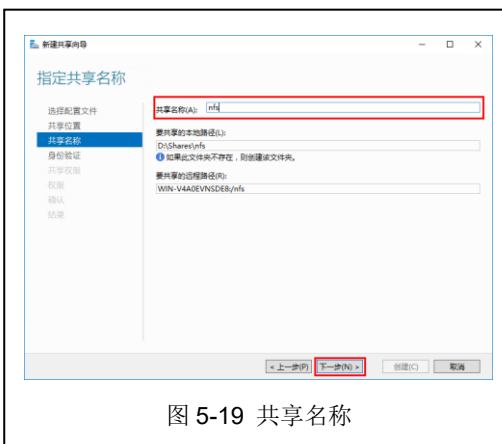 新建共享向导
指定共享名称
选择配置文件
共享位置
共享名称
身份验证
共享权限
权限
确认
结果
共享名称(A): nfs
要共享的本地路径(L):
D:\Shares\nfs
如果此文件夹不存在，则创建该文件夹。
要共享的远程路径(R):
WIN-V4A0EVNSDEB:/nfs
< 上一步(P) 下一步(N) > 创建(C) 取消
图 5-19 共享名称